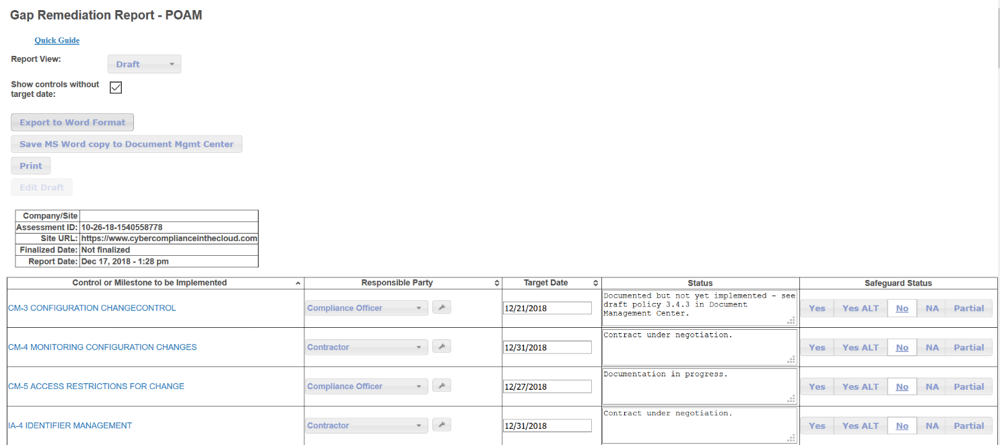 Gap Remediation Report - POAM
Quick Guide
Report View:
Draft
Show controls without
target date:
Export to Word Format
Save MS Word copy to Document Mgmt Center
Print
Edit Draft
Company/Site
Assessment ID: 10-26-18-1540558778
Site URL: https://www.cybercomplianceinthecloud.com
Finalized Date: Not finalized
Report Date: Dec 17, 2018 - 1:28 pm
Control or Milestone to be Implemented Responsible Party Target Date Status Safeguard Status
CM-3 CONFIGURATION CHANGECONTROL Compliance Officer 12/21/2018
Documented but not yet implemented - see
draft policy 3.4.3 in Document
Management Center.
Yes Yes ALT No NA Partial
CM-4 MONITORING CONFIGURATION CHANGES Contractor 12/31/2018
Contract under negotiation.
Yes Yes ALT No NA Partial
CM-5 ACCESS RESTRICTIONS FOR CHANGE Compliance Officer 12/27/2018
Documentation in progress.
Yes Yes ALT No NA Partial
IA-4 IDENTIFIER MANAGEMENT Contractor 12/31/2018
Contract under negotiation.
Yes Yes ALT No NA Partial